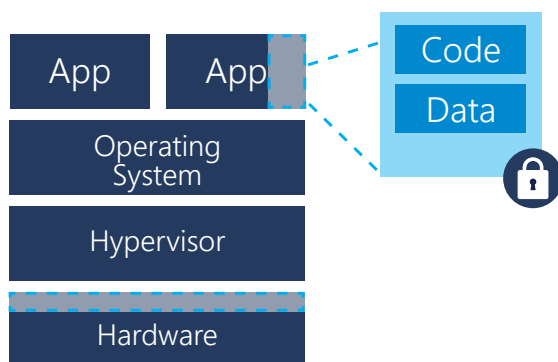 App
App
Code
Data
Operating
System
Hypervisor
Hardware